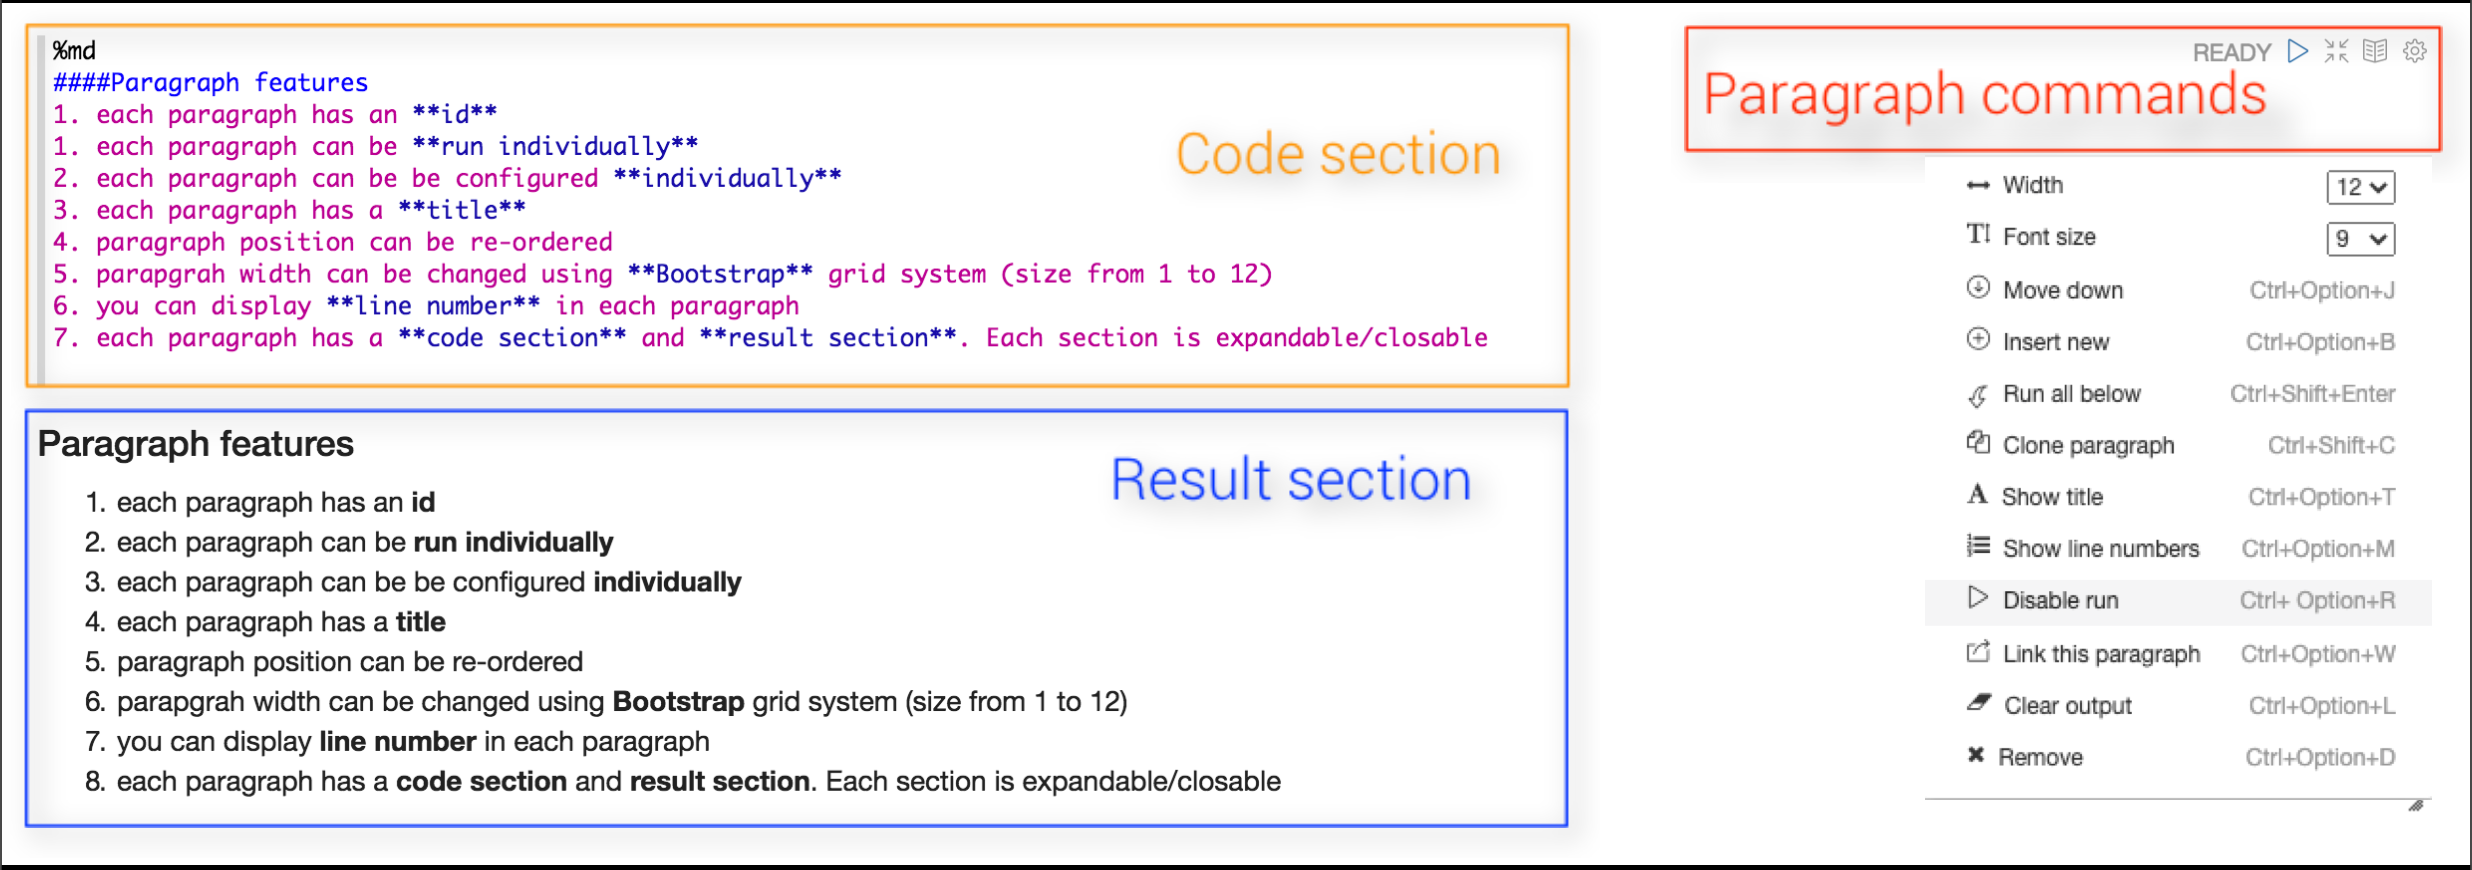 %md
####Paragraph features
1. each paragraph has an **id**
1. each paragraph can be **run individually**
2. each paragraph can be be configured **individually**
3. each paragraph has a **title**
4. paragraph position can be re-ordered
5. parapgrah width can be changed using **Bootstrap** grid system (size from 1 to 12)
6. you can display **line number** in each paragraph
7. each paragraph has a **code section** and **result section**. Each section is expandable/closable
Code section
Paragraph features
1. each paragraph has an id
2. each paragraph can be run individually
3. each paragraph can be be configured individually
4. each paragraph has a title
5. paragraph position can be re-ordered
6. parapgrah width can be changed using Bootstrap grid system (size from 1 to 12)
7. you can display line number in each paragraph
8. each paragraph has a code section and result section. Each section is expandable/closable
Result section
READY
Paragraph commands
Width 12
Font size 9
Move down Ctrl+Option+J
Insert new Ctrl+Option+B
Run all below Ctrl+Shift+Enter
Clone paragraph Ctrl+Shift+C
Show title Ctrl+Option+T
Show line numbers Ctrl+Option+M
Disable run Ctrl+ Option+R
Link this paragraph Ctrl+Option+W
Clear output Ctrl+Option+L
Remove Ctrl+Option+D